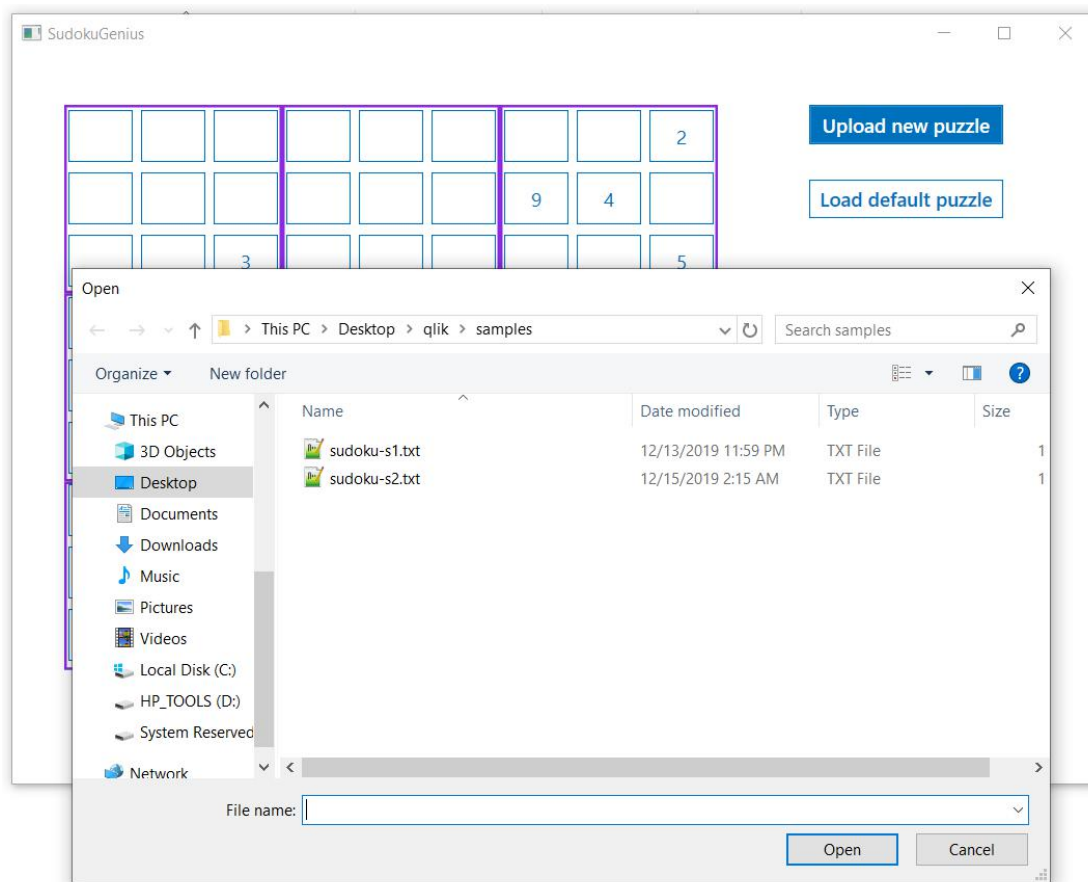 SudokuGenius
2
Upload new puzzle
9 4
Load default puzzle
3 5
Open
This PC > Desktop > qlik > samples
Search samples
Organize
New folder
?
Name Date modified Type Size
This PC
3D Objects
Desktop
Documents
Downloads
Music
Pictures
Videos
Local Disk (C:)
HP_TOOLS (D:)
System Reserved
Network
sudoku-s1.txt 12/13/2019 11:59 PM TXT File 1
sudoku-s2.txt 12/15/2019 2:15 AM TXT File 1
File name:
Open Cancel